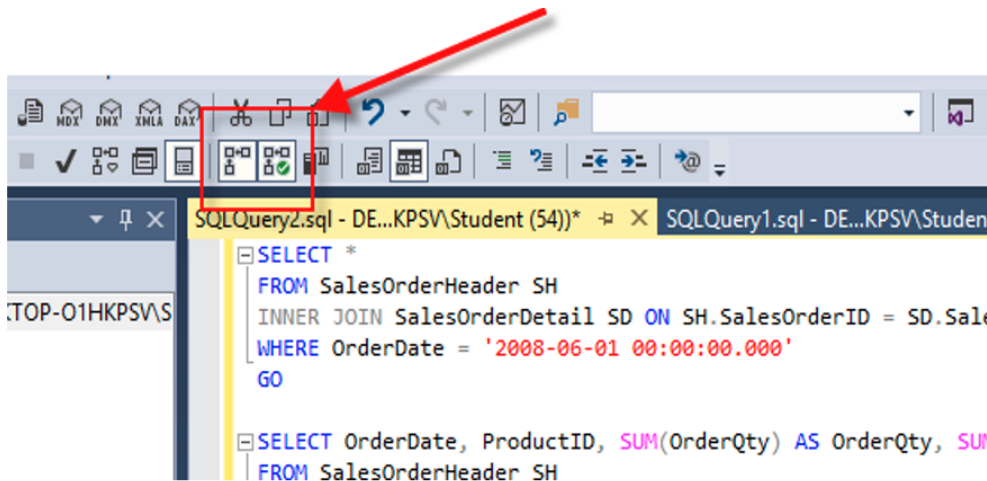 MDX DMX XMLA DAX
SQLQuery2.sql - DE...KPSV\Student (54))* SQLQuery1.sql - DE...KPSV\Studen
SELECT *
FROM SalesOrderHeader SH
KTOP-O1HKPSV\S
INNER JOIN SalesOrderDetail SD ON SH.SalesOrderID = SD.Sale
WHERE OrderDate = '2008-06-01 00:00:00.000'
GO
SELECT OrderDate, ProductID, SUM(OrderQty) AS OrderQty, SUM
FROM SalesOrderHeader SH